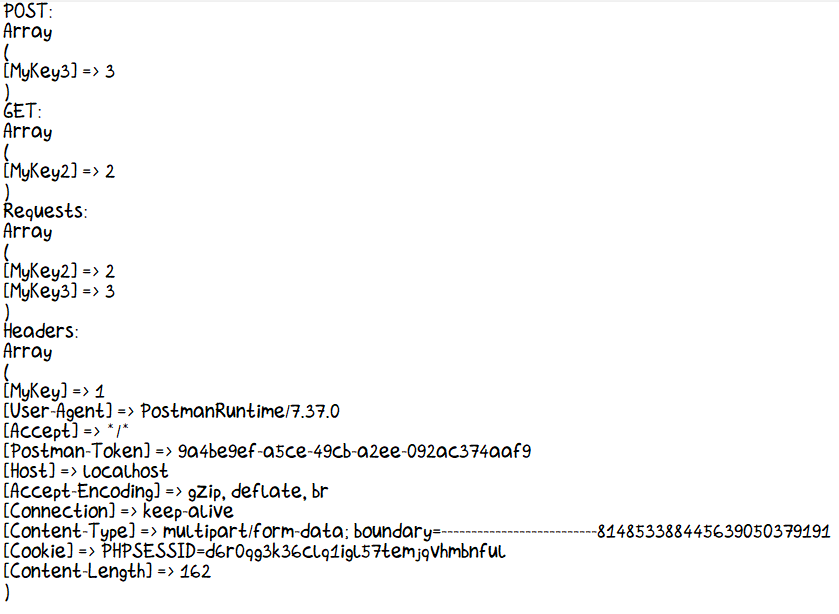 POST:
Array
(
[MyKey3] => 3
)
GET:
Array
(
[MyKey2] => 2
)
Requests:
Array
(
[MyKey2] => 2
[MyKey3] => 3
)
Headers:
Array
(
[MyKey] => 1
[User-Agent] => PostmanRuntime/7.37.0
[Accept] => */*
[Postman-Token] => 9a4be9ef-a5ce-49cb-a2ee-092ac374aaf9
[Host] => localhost
[Accept-Encoding] => gzip, deflate, br
[Connection] => keep-alive
[Content-Type] => multipart/form-data; boundary=--------------------------814853388445639050379191
[Cookie] => PHPSESSID=d6r0qg3k36clq1igl57temjqvhmbnful
[Content-Length] => 162
)